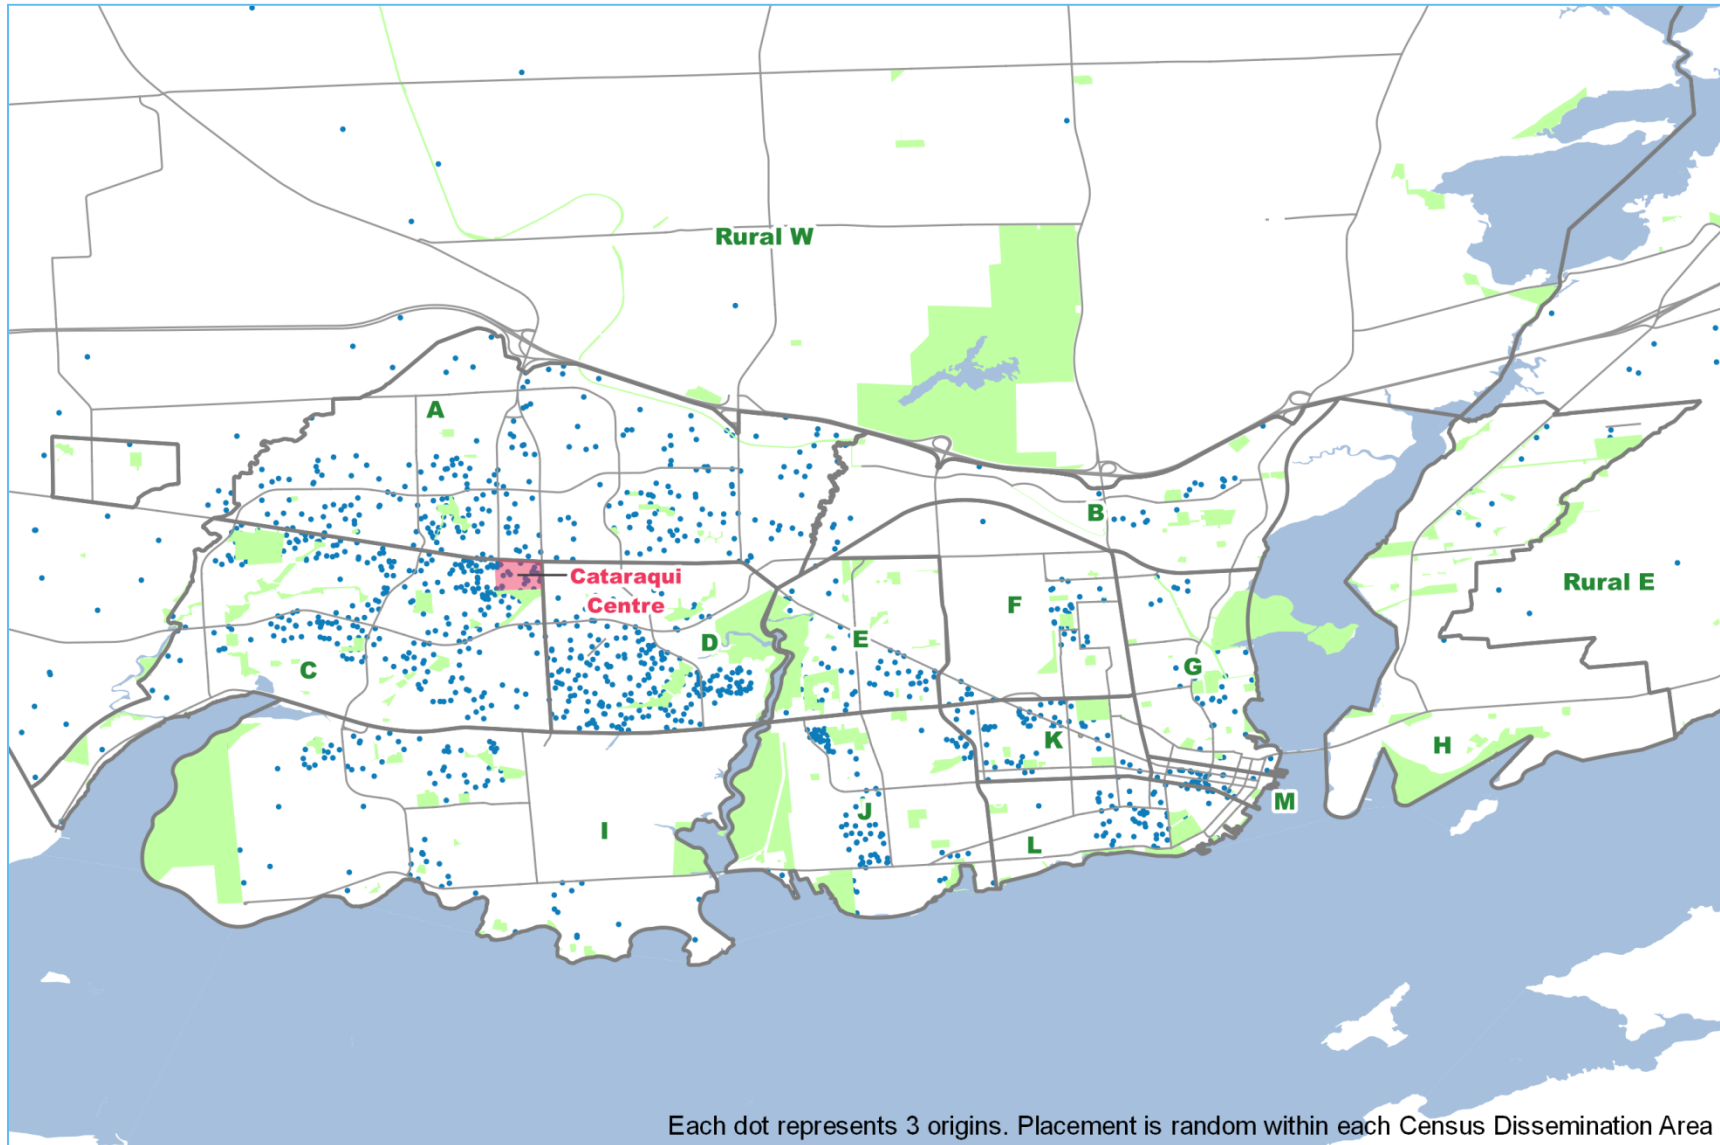 Rural W
A
B
Cataraqui
Centre
Rural E
F
D
E
C
G
K
H
M
J
I
L
Each dot represents 3 origins. Placement is random within each Census Dissemination Area